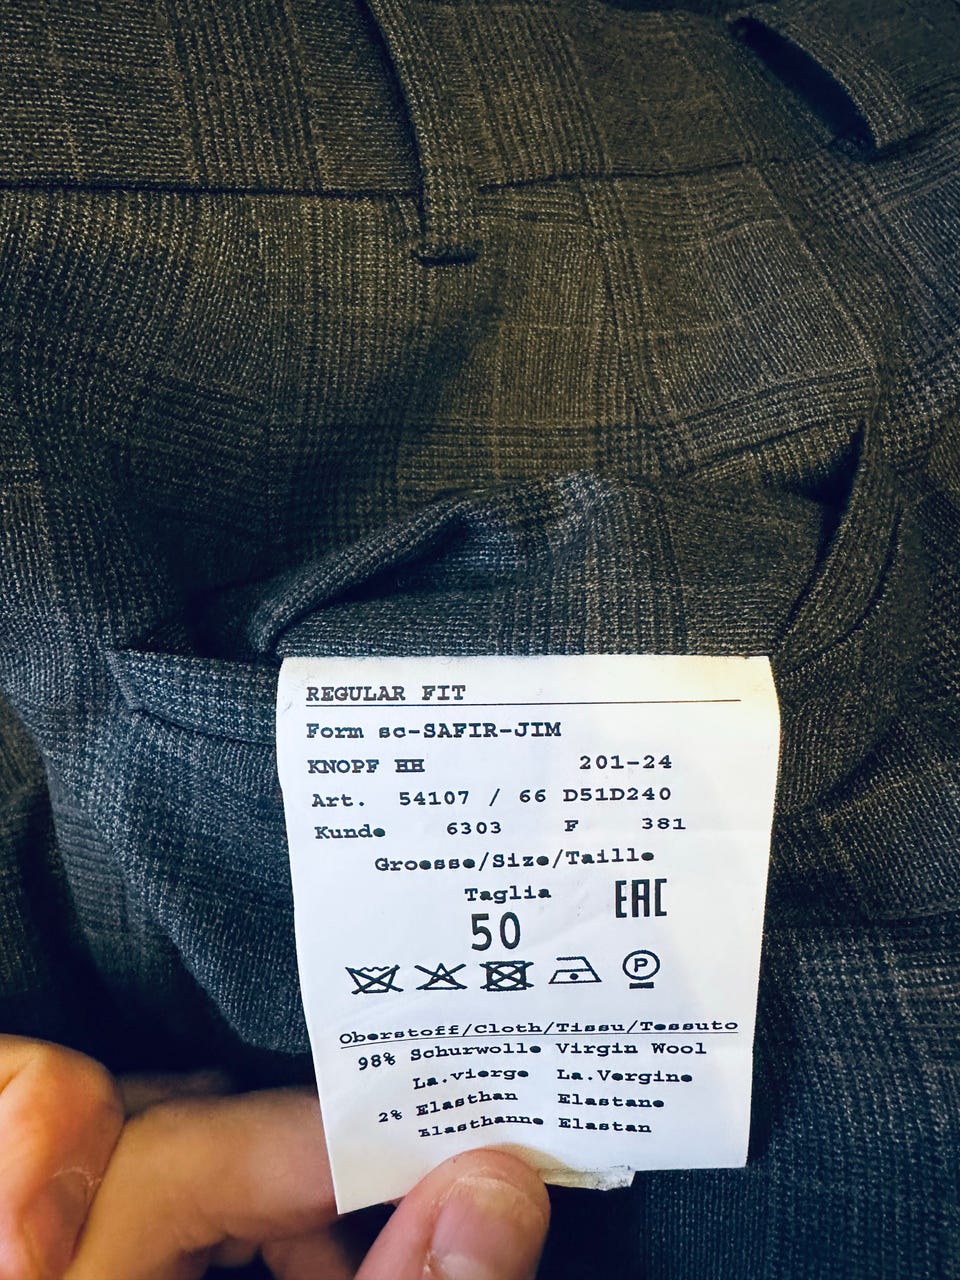 REGULAR FIT
Form sc-SAFIR-JIM
KNOPF HH 201-24
Art. 54107 / 66 D51D240
Kunde 6303 F 381
Groesse/Size/Taille
Taglia
EAC
50
P
Oberstoff/Cloth/Tissu/Tessuto
98% Schurwolle Virgin Wool
La.vierge La.Vergine
2% Elasthan Elastane
Elasthanne Elastan